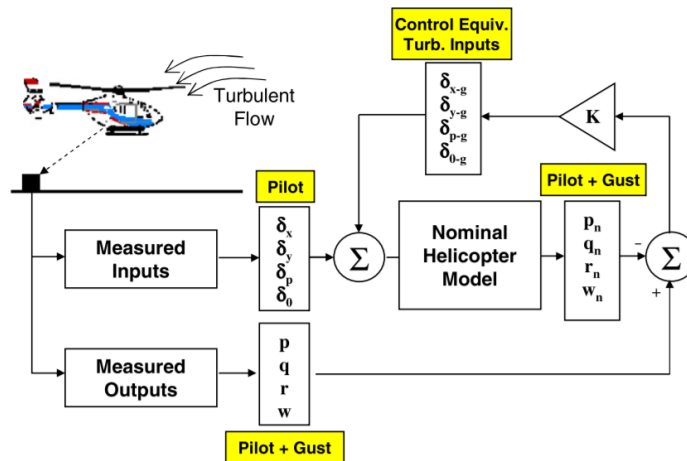 Control Equiv.
Turb. Inputs
Turbulent
Flow
δx-g
δy-g
δp-g
δ0-g
K
Pilot
Pilot + Gust
δx
δy
δp
δ0
Measured
Inputs
Σ
Nominal
Helicopter
Model
pn
qn
rn
wn
−
Σ
+
Measured
Outputs
p
q
r
w
Pilot + Gust